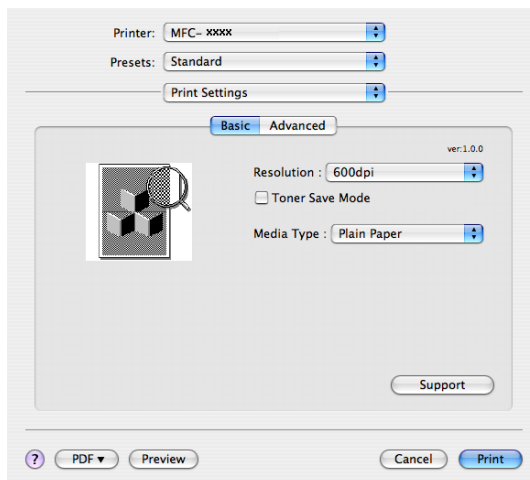 Printer: MFC- xxxx
Presets: Standard
Print Settings
Basic Advanced
ver:1.0.0
Resolution : 600dpi
Toner Save Mode
Media Type : Plain Paper
Support
? PDF ▾ Preview Cancel Print